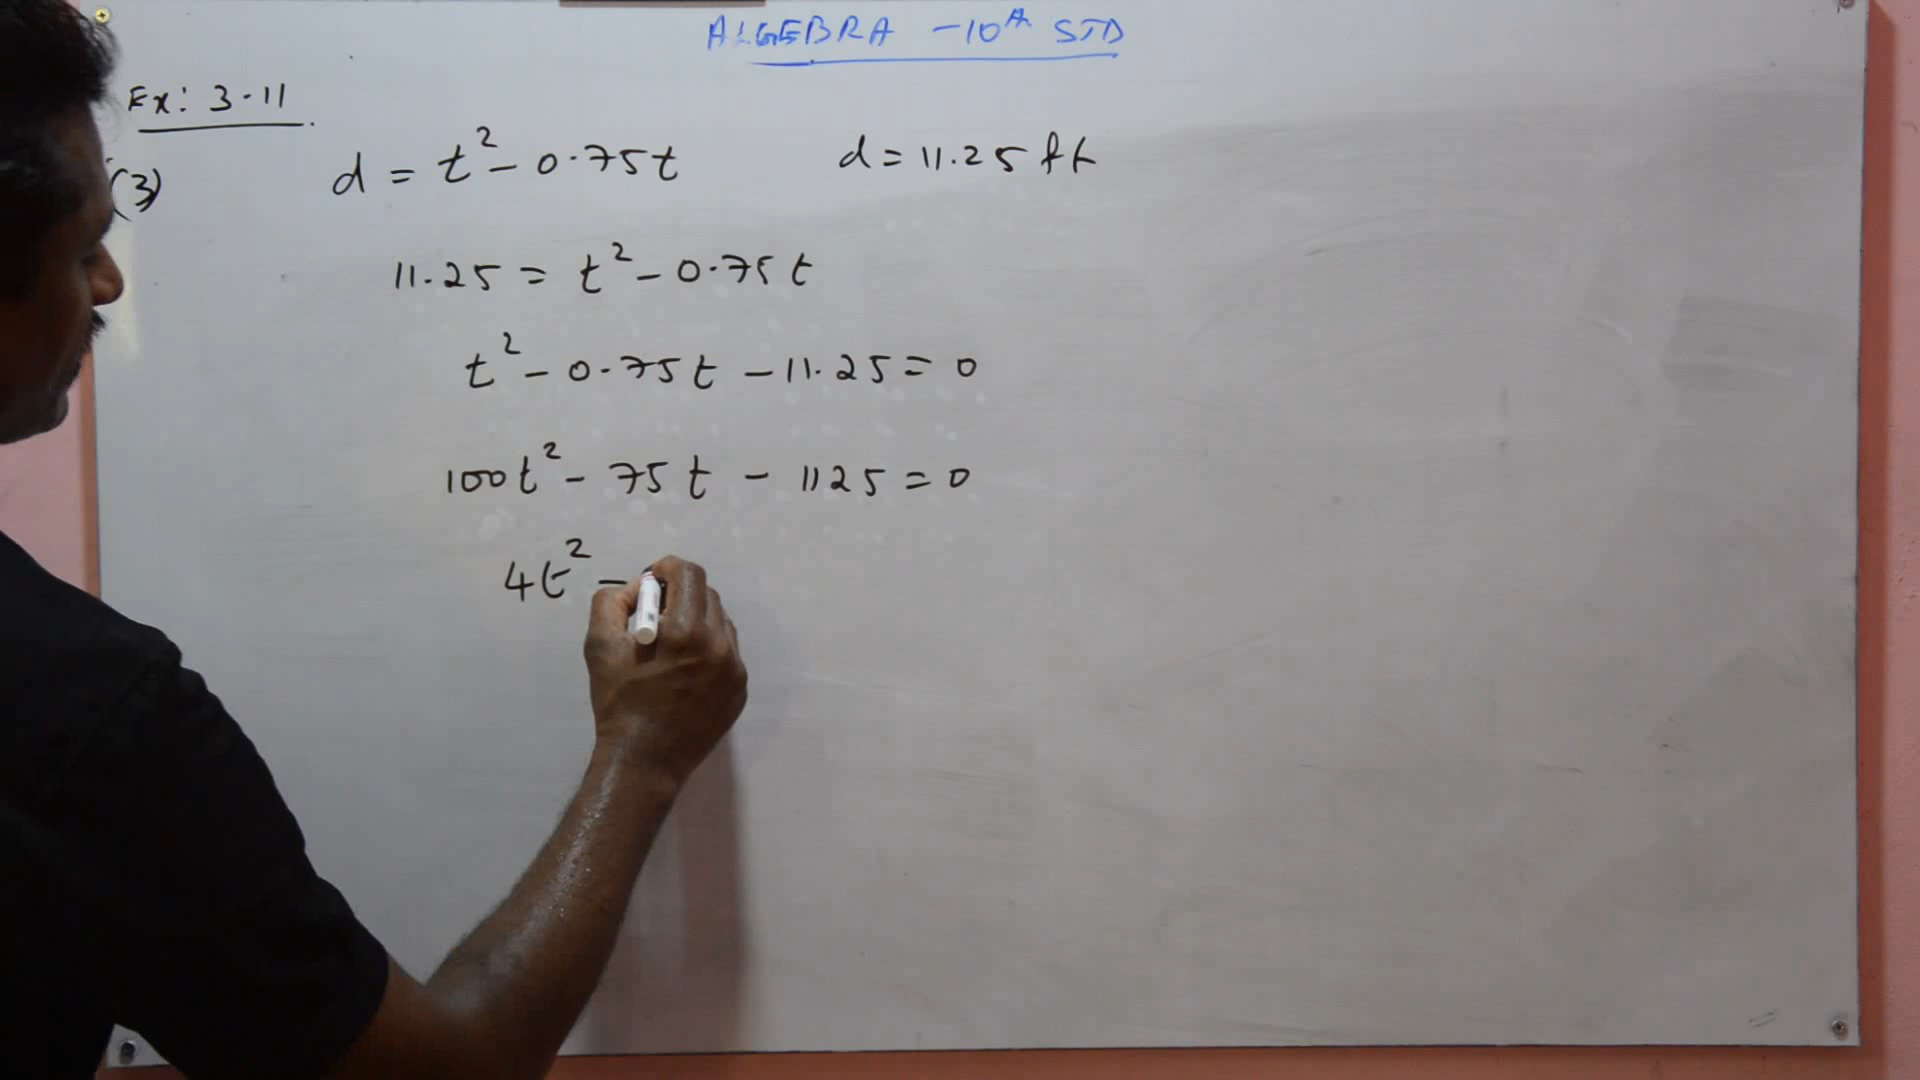 ALGEBRA - 10th STD
Ex: 3.11
(3) d = t² - 0.75t d = 11.25 ft
11.25 = t² - 0.75t
t² - 0.75t - 11.25 = 0
100t² - 75t - 1125 = 0
4t² -